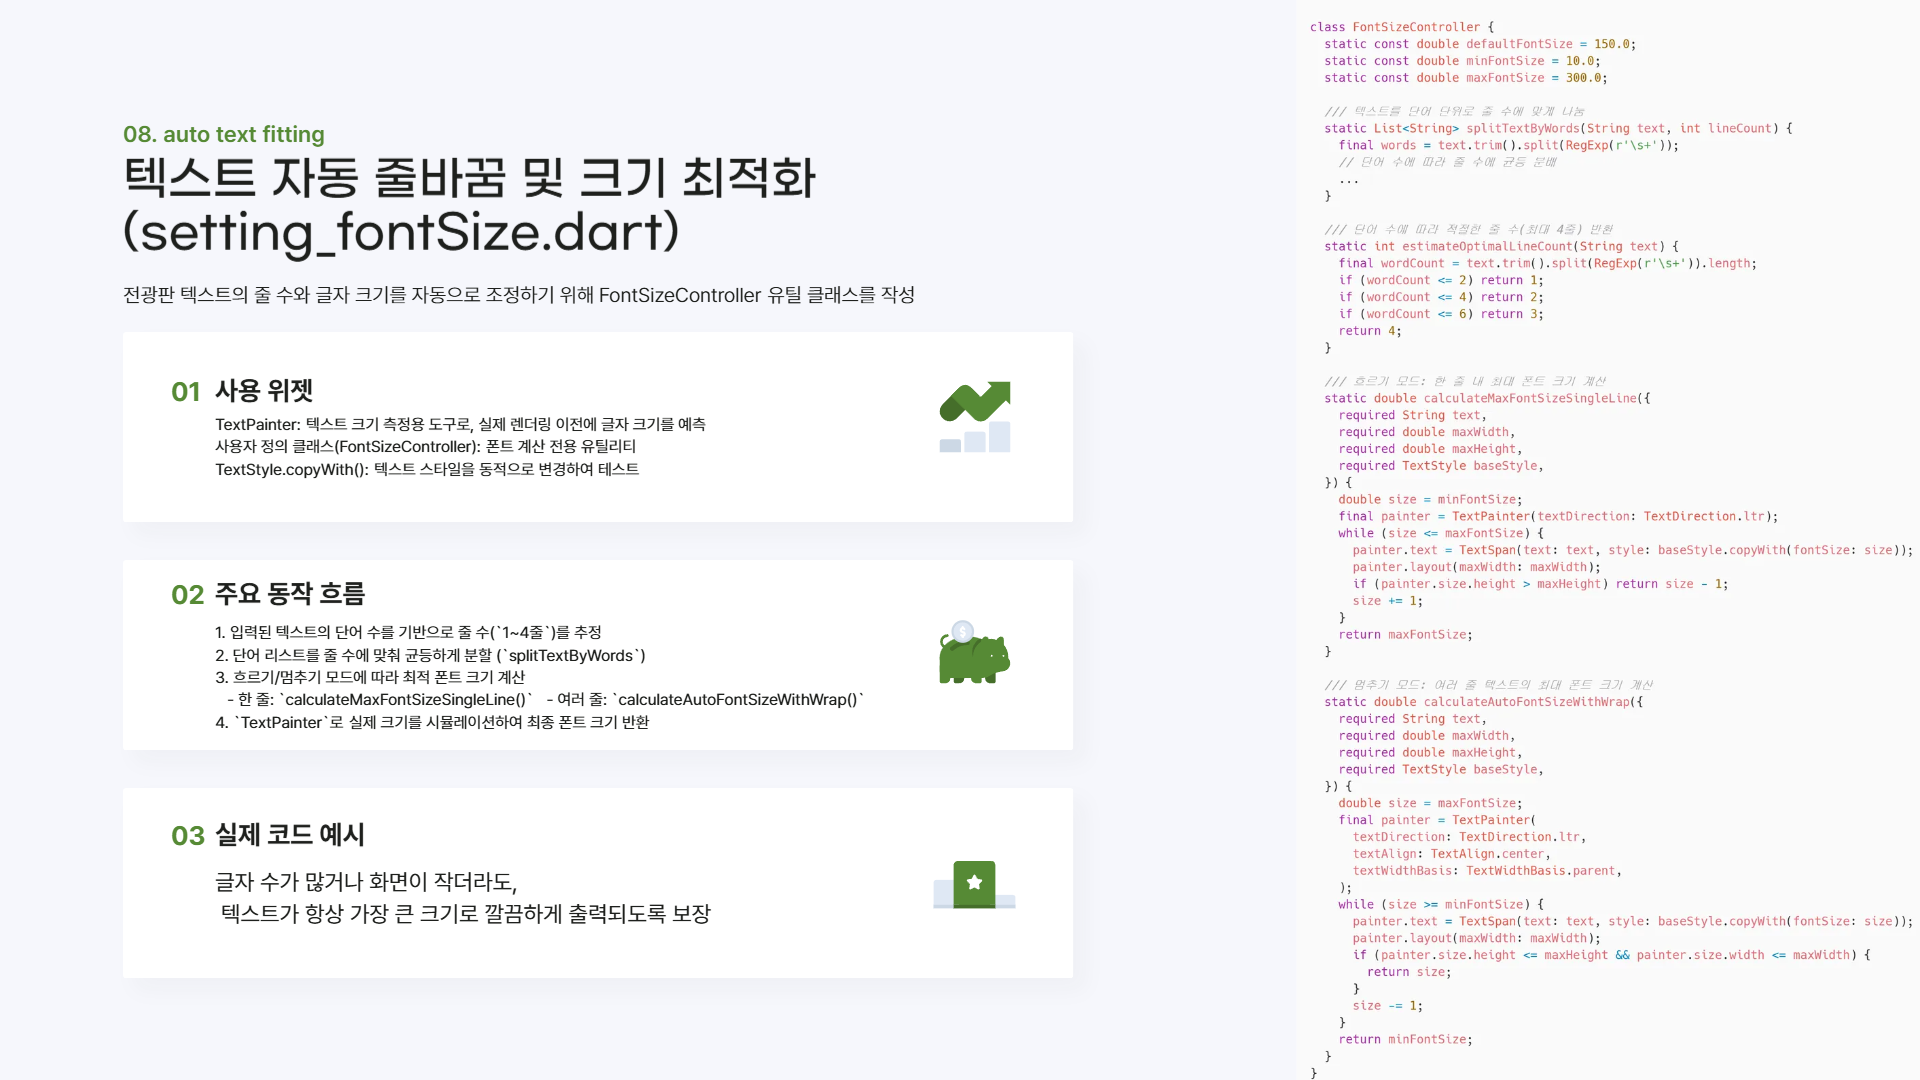 08. auto text fitting
텍스트 자동 줄바꿈 및 크기 최적화
(setting_fontSize.dart)
전광판 텍스트의 줄 수와 글자 크기를 자동으로 조정하기 위해 FontSizeController 유틸 클래스를 작성
01 사용 위젯
TextPainter: 텍스트 크기 측정용 도구로, 실제 렌더링 이전에 글자 크기를 예측
사용자 정의 클래스(FontSizeController): 폰트 계산 전용 유틸리티
TextStyle.copyWith(): 텍스트 스타일을 동적으로 변경하여 테스트
02 주요 동작 흐름
1. 입력된 텍스트의 단어 수를 기반으로 줄 수(`1~4줄`)를 추정
2. 단어 리스트를 줄 수에 맞춰 균등하게 분할 (`splitTextByWords`)
3. 흐르기/멈추기 모드에 따라 최적 폰트 크기 계산
- 한 줄: `calculateMaxFontSizeSingleLine()` - 여러 줄: `calculateAutoFontSizeWithWrap()`
4. `TextPainter`로 실제 크기를 시뮬레이션하여 최종 폰트 크기 반환
03 실제 코드 예시
글자 수가 많거나 화면이 작더라도,
텍스트가 항상 가장 큰 크기로 깔끔하게 출력되도록 보장
class FontSizeController {
static const double defaultFontSize = 150.0;
static const double minFontSize = 10.0;
static const double maxFontSize = 300.0;
/// 텍스트를 단어 단위로 줄 수에 맞게 나눔
static List<String> splitTextByWords(String text, int lineCount) {
final words = text.trim().split(RegExp(r'\s+'));
// 단어 수에 따라 줄 수에 균등 분배
...
}
/// 단어 수에 따라 적절한 줄 수(최대 4줄) 반환
static int estimateOptimalLineCount(String text) {
final wordCount = text.trim().split(RegExp(r'\s+')).length;
if (wordCount <= 2) return 1;
if (wordCount <= 4) return 2;
if (wordCount <= 6) return 3;
return 4;
}
/// 흐르기 모드: 한 줄 내 최대 폰트 크기 계산
static double calculateMaxFontSizeSingleLine({
required String text,
required double maxWidth,
required double maxHeight,
required TextStyle baseStyle,
}) {
double size = minFontSize;
final painter = TextPainter(textDirection: TextDirection.ltr);
while (size <= maxFontSize) {
painter.text = TextSpan(text: text, style: baseStyle.copyWith(fontSize: size));
painter.layout(maxWidth: maxWidth);
if (painter.size.height > maxHeight) return size - 1;
size += 1;
}
return maxFontSize;
}
/// 멈추기 모드: 여러 줄 텍스트의 최대 폰트 크기 계산
static double calculateAutoFontSizeWithWrap({
required String text,
required double maxWidth,
required double maxHeight,
required TextStyle baseStyle,
}) {
double size = maxFontSize;
final painter = TextPainter(
textDirection: TextDirection.ltr,
textAlign: TextAlign.center,
textWidthBasis: TextWidthBasis.parent,
);
while (size >= minFontSize) {
painter.text = TextSpan(text: text, style: baseStyle.copyWith(fontSize: size));
painter.layout(maxWidth: maxWidth);
if (painter.size.height <= maxHeight && painter.size.width <= maxWidth) {
return size;
}
size -= 1;
}
return minFontSize;
}
}